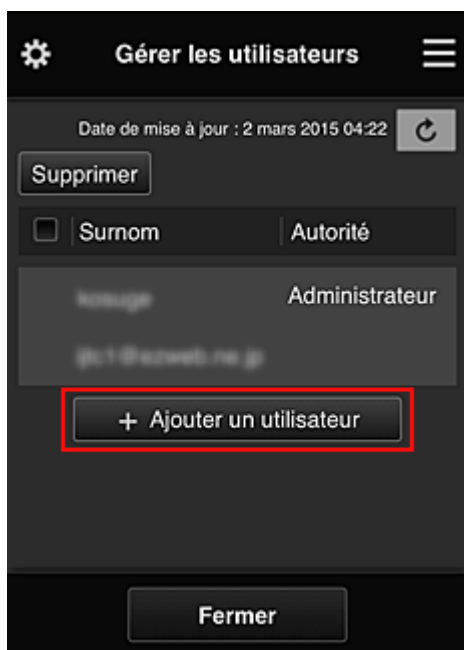 Gérer les utilisateurs
Date de mise à jour : 2 mars 2015 04:22
Supprimer
Surnom Autorité
Administrateur
+ Ajouter un utilisateur
Fermer